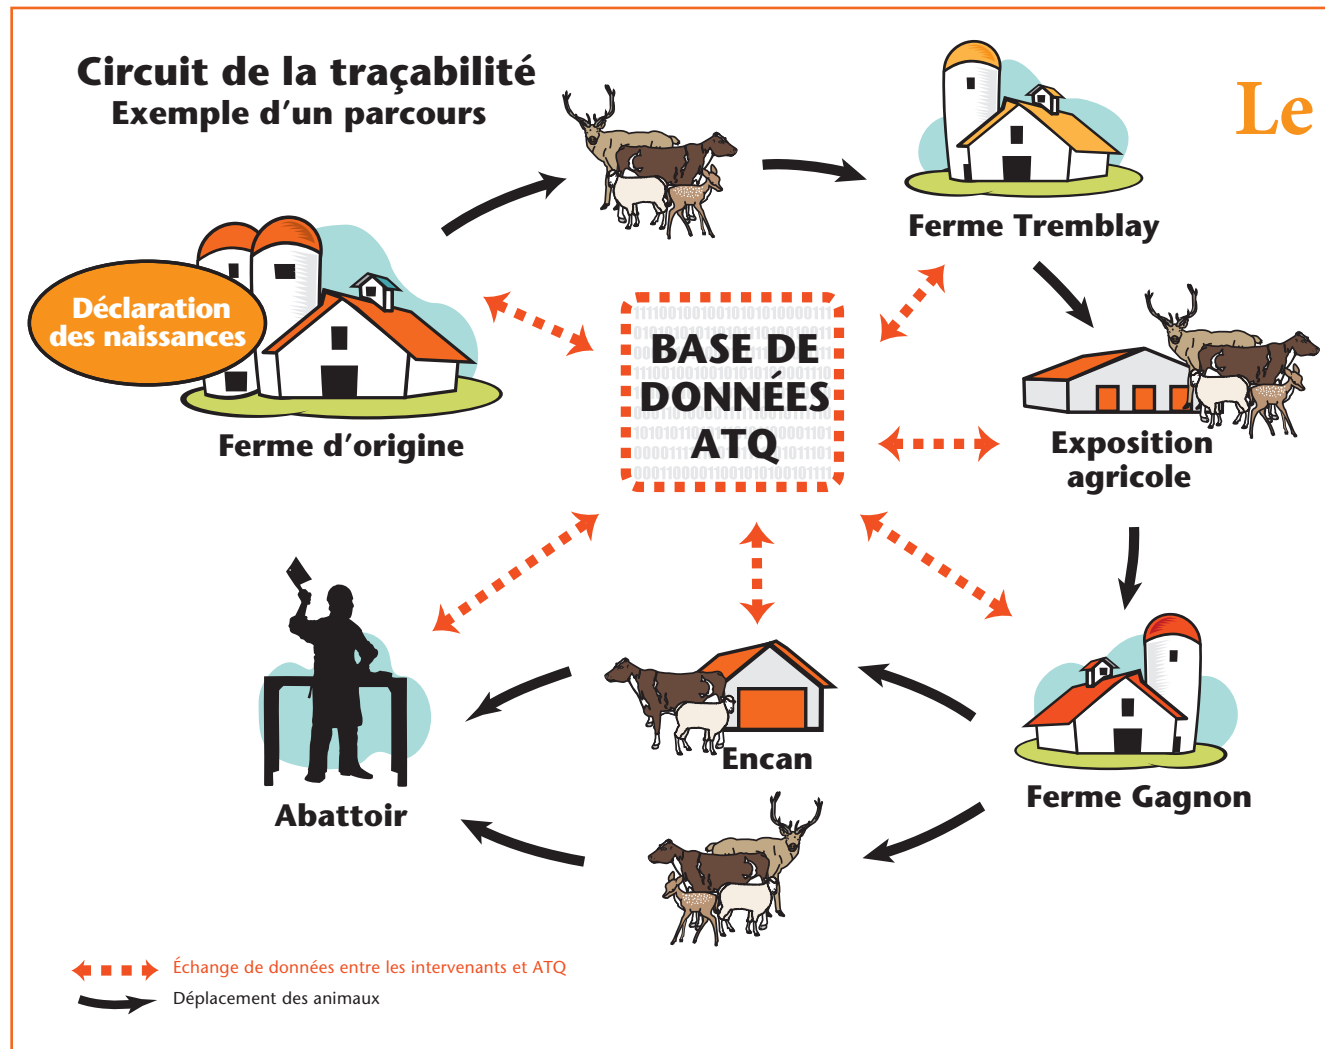 Circuit de la traçabilité
Exemple d'un parcours
Le
Ferme Tremblay
Déclaration
des naissances
Ferme d'origine
BASE DE
DONNÉES
ATQ
Exposition
agricole
Abattoir
Encan
Ferme Gagnon
Échange de données entre les intervenants et ATQ
Déplacement des animaux